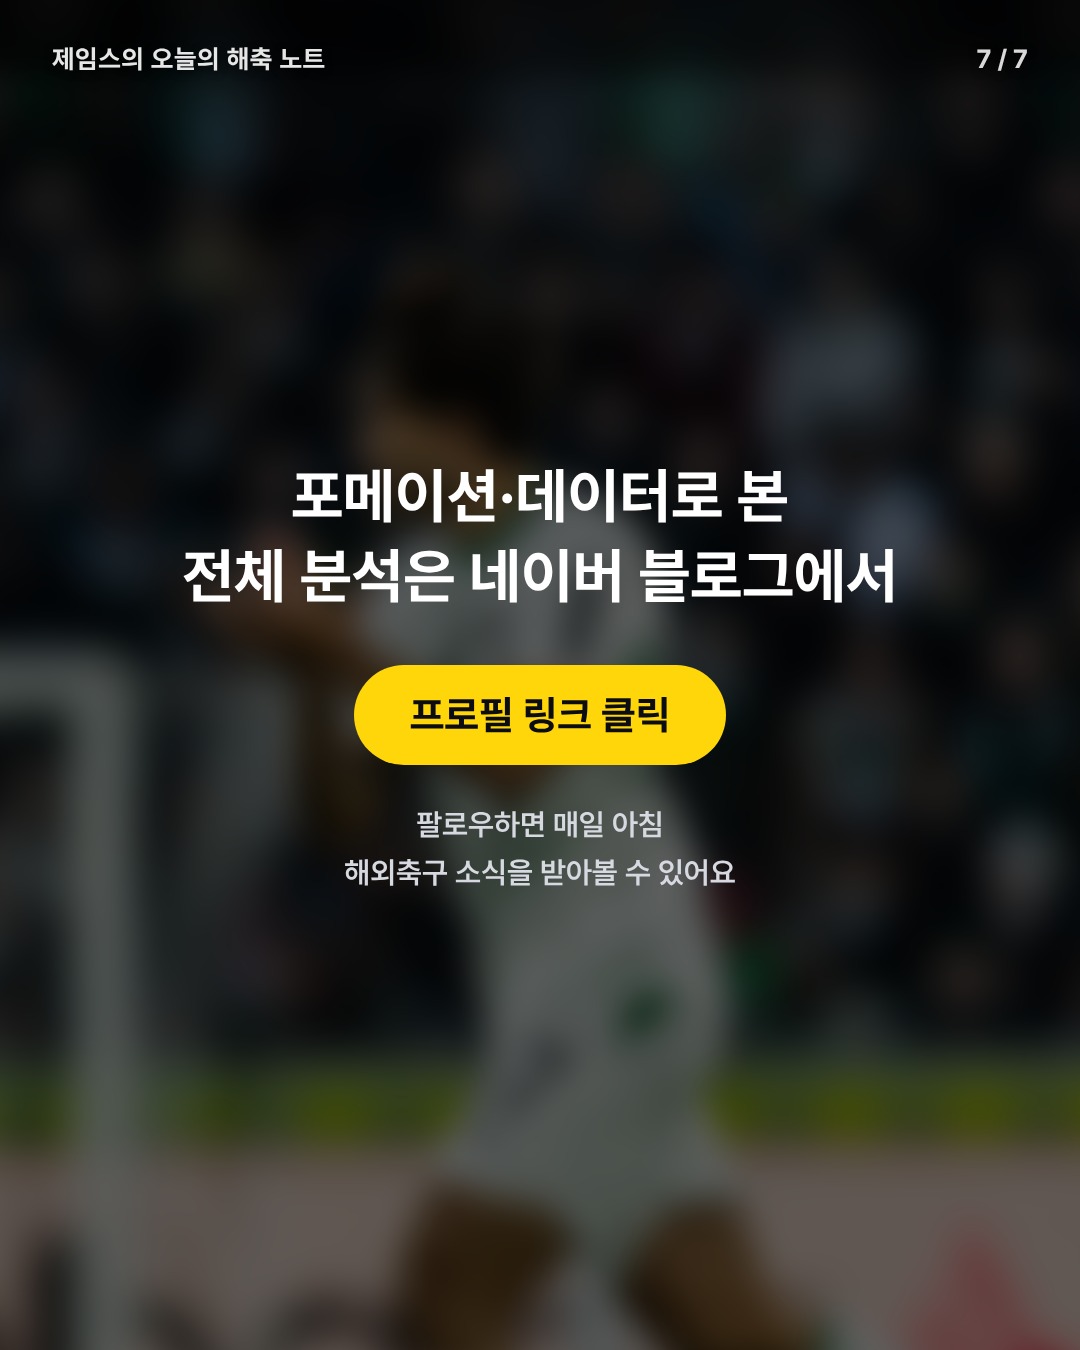 제임스의 오늘의 해축 노트
7 / 7
포메이션·데이터로 본
전체 분석은 네이버 블로그에서
프로필 링크 클릭
팔로우하면 매일 아침
해외축구 소식을 받아볼 수 있어요